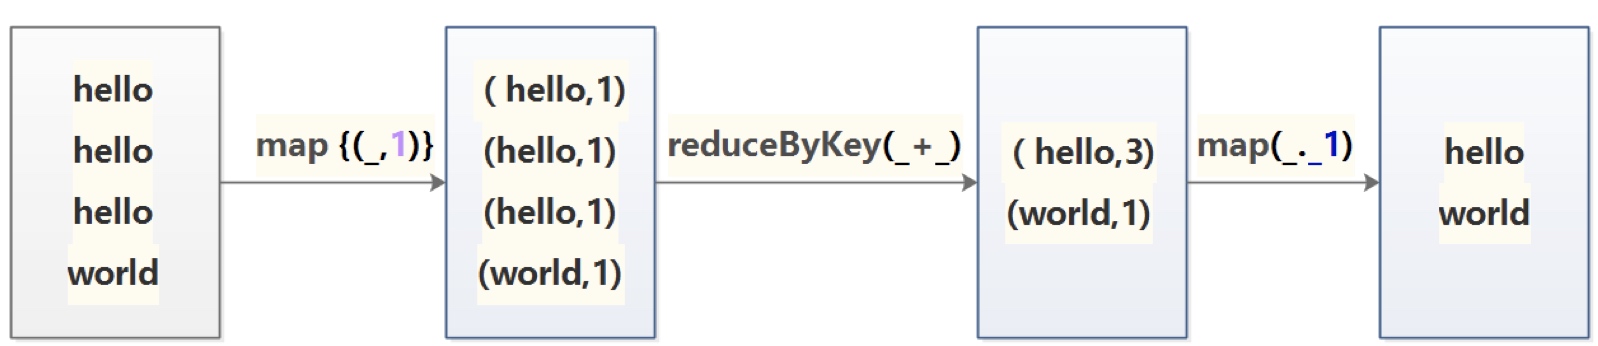 hello
hello
hello
world
map {(_,1)}
( hello,1)
(hello,1)
(hello,1)
(world,1)
reduceByKey(_+_)
( hello,3)
(world,1)
map(_._1)
hello
world